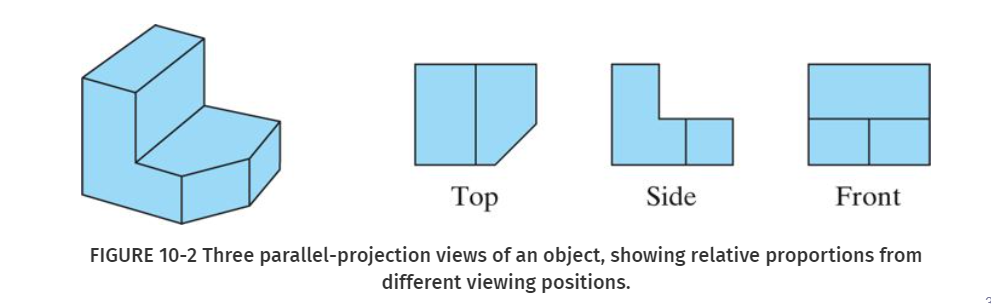 Top
Side
Front
FIGURE 10-2 Three parallel-projection views of an object, showing relative proportions from
different viewing positions.